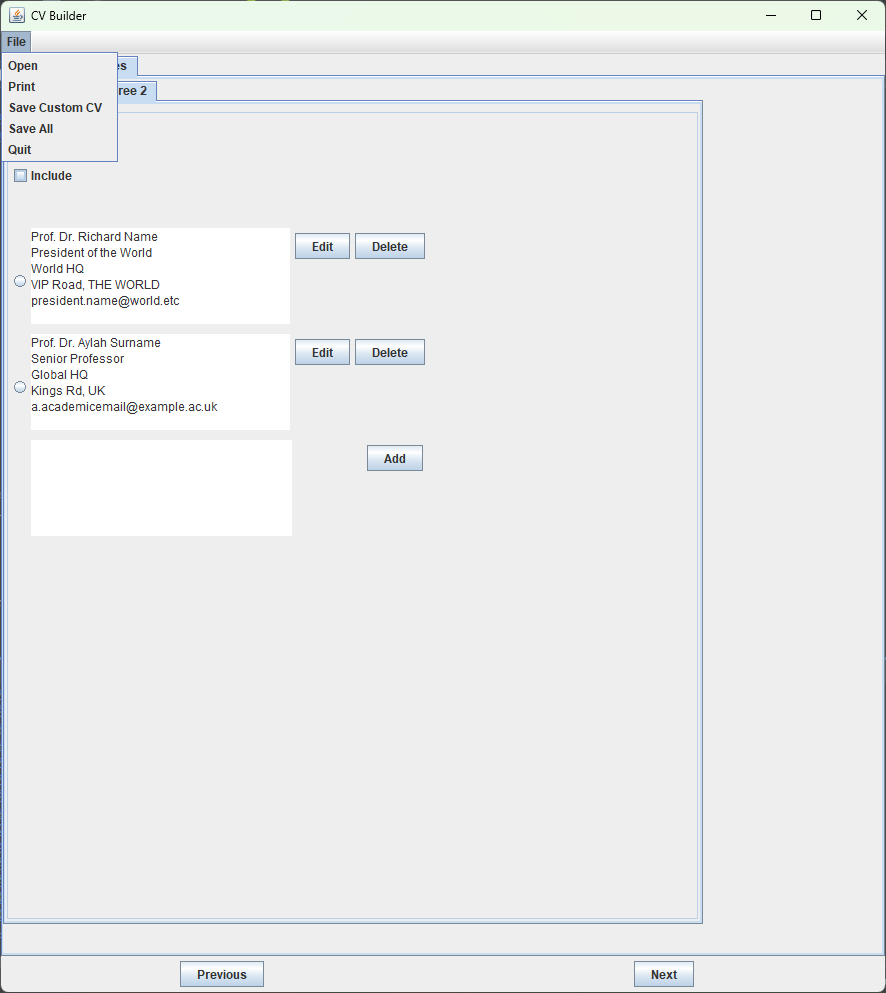 CV Builder
File
Open
Print
Save Custom CV
Save All
Quit
ree 2
Include
Prof. Dr. Richard Name
President of the World
World HQ
VIP Road, THE WORLD
president.name@world.etc
Edit
Delete
Prof. Dr. Aylah Surname
Senior Professor
Global HQ
Kings Rd, UK
a.academicemail@example.ac.uk
Edit
Delete
Add
Previous
Next